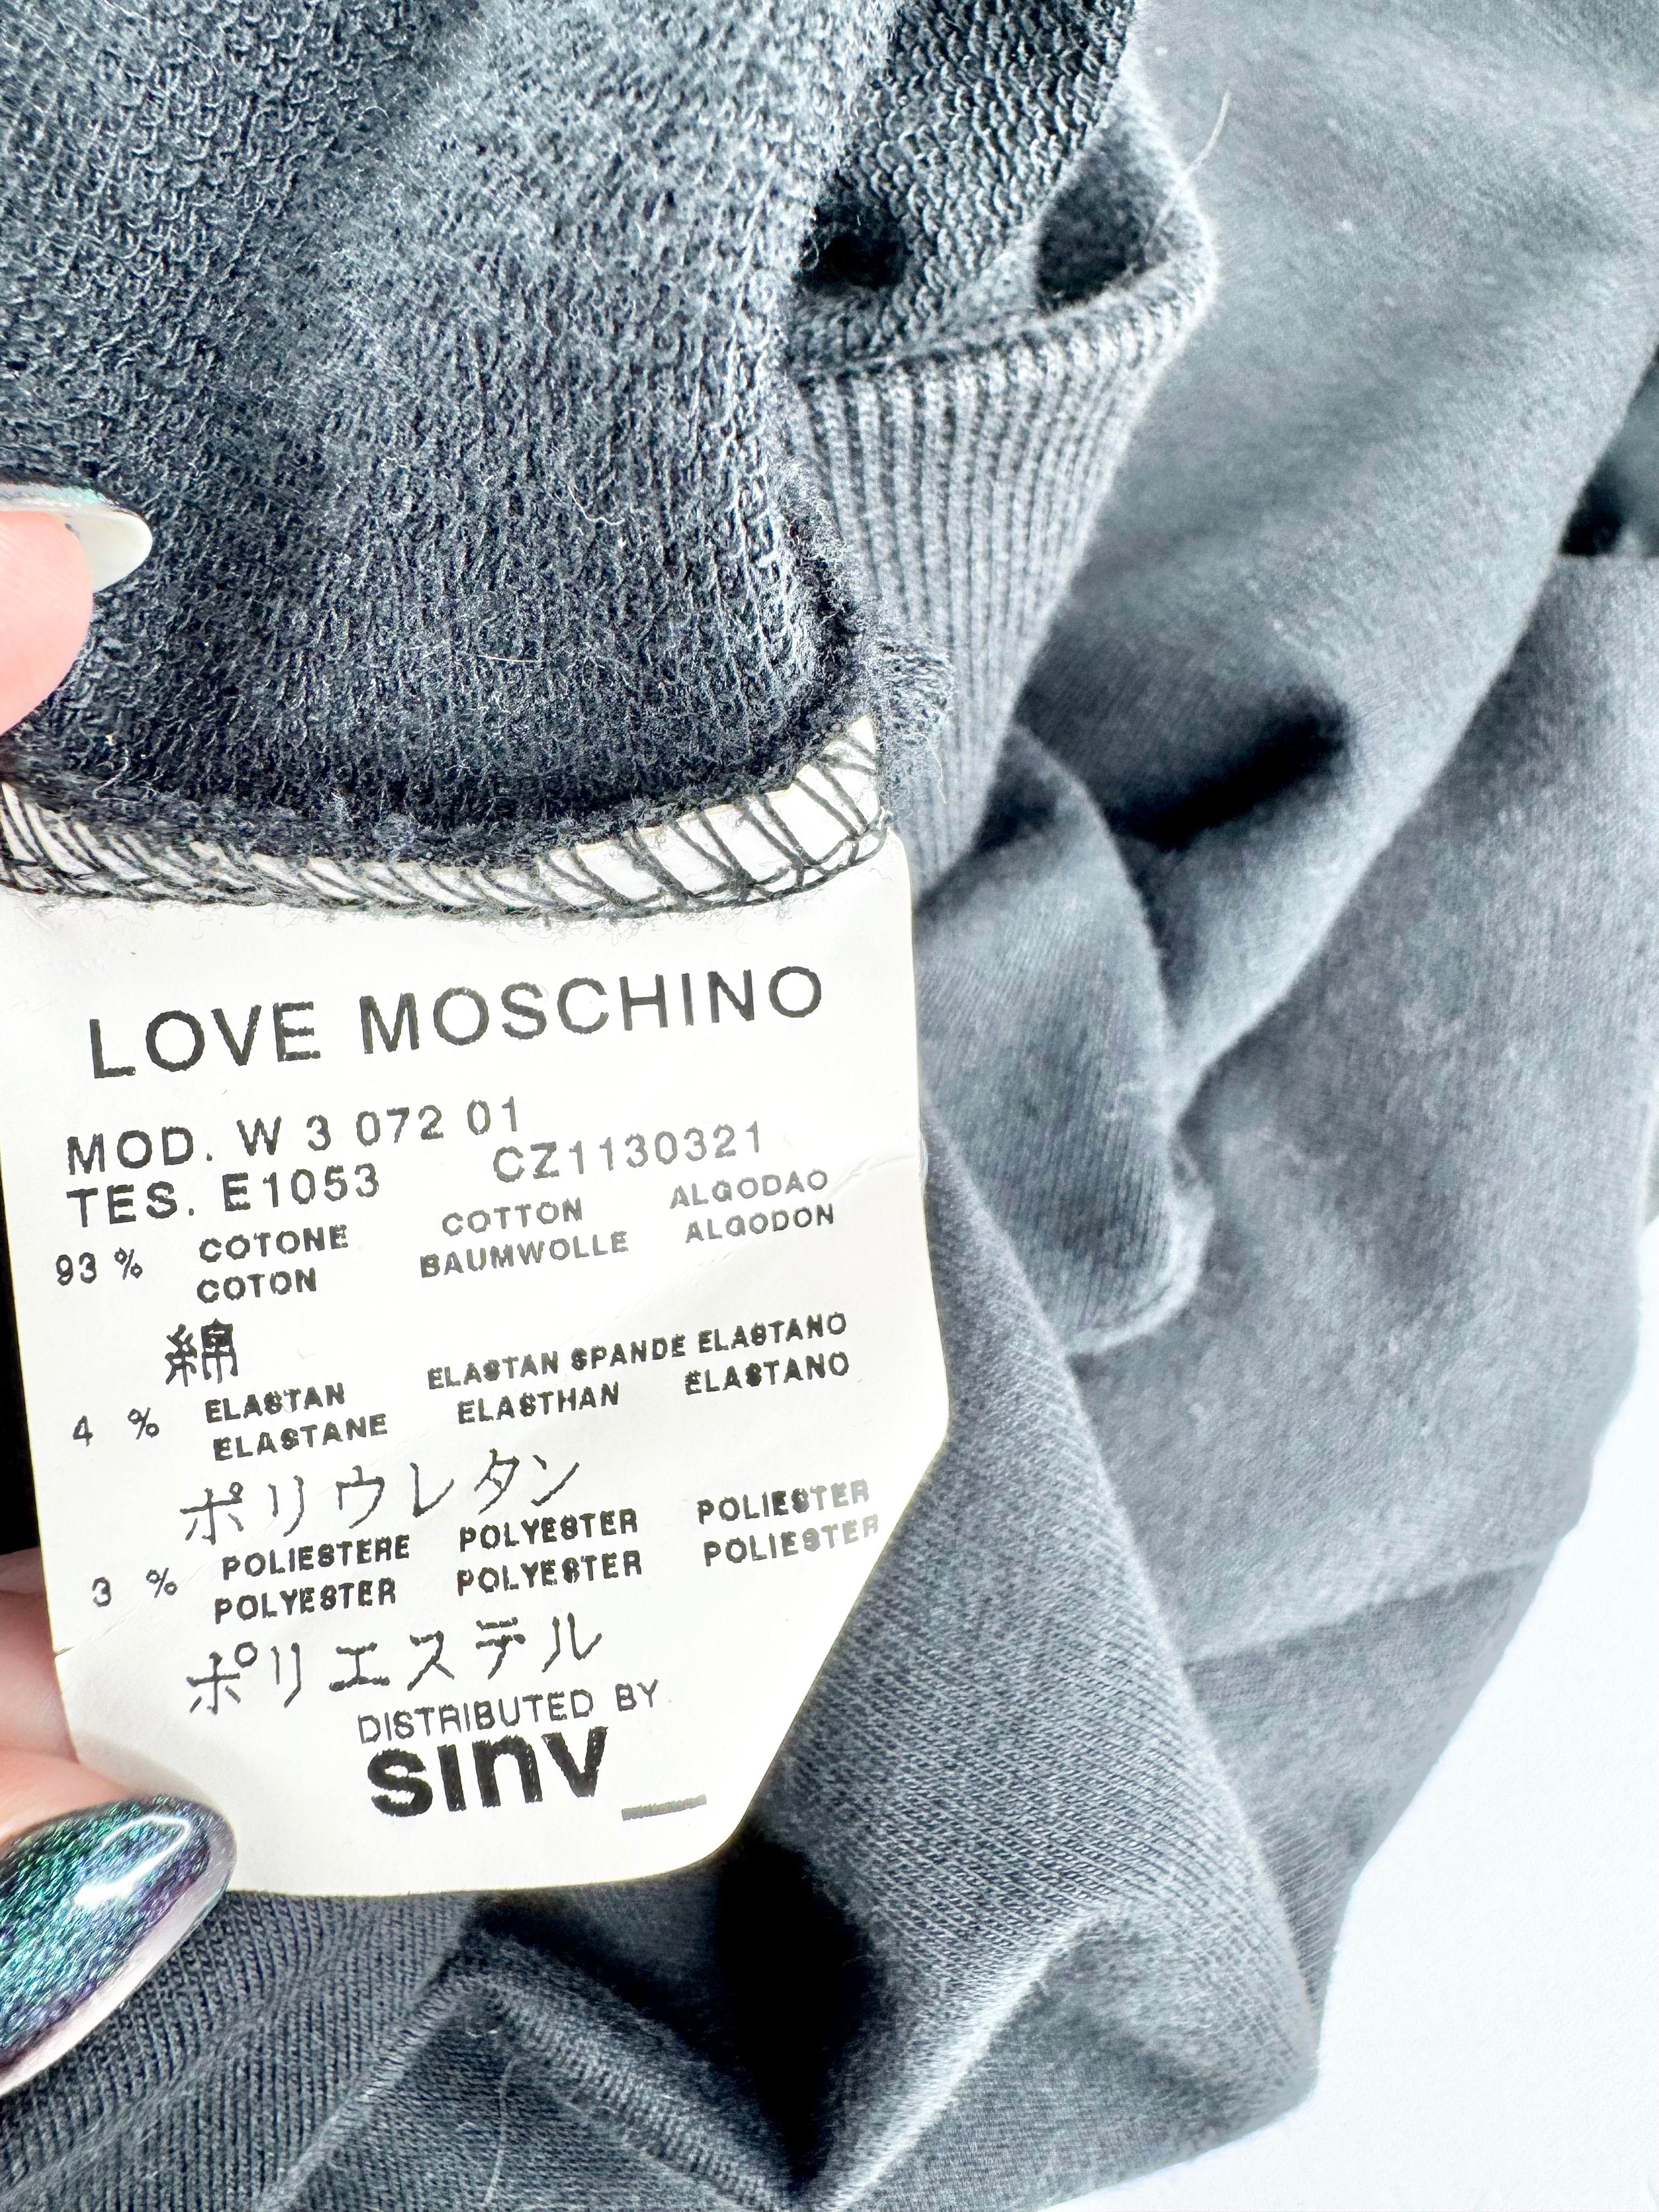 LOVE MOSCHINO
MOD. W 3 072 01
TES. E1053 CZ1130321
93 % COTONE COTTON ALGODAO
COTON BAUMWOLLE ALGODON
綿
4 % ELASTAN ELASTAN SPANDE ELASTANO
ELASTANE ELASTHAN ELASTANO
ポリウレタン
3 % POLIESTERE POLYESTER POLIESTER
POLYESTER POLYESTER POLIESTER
ポリエステル
DISTRIBUTED BY
sinv